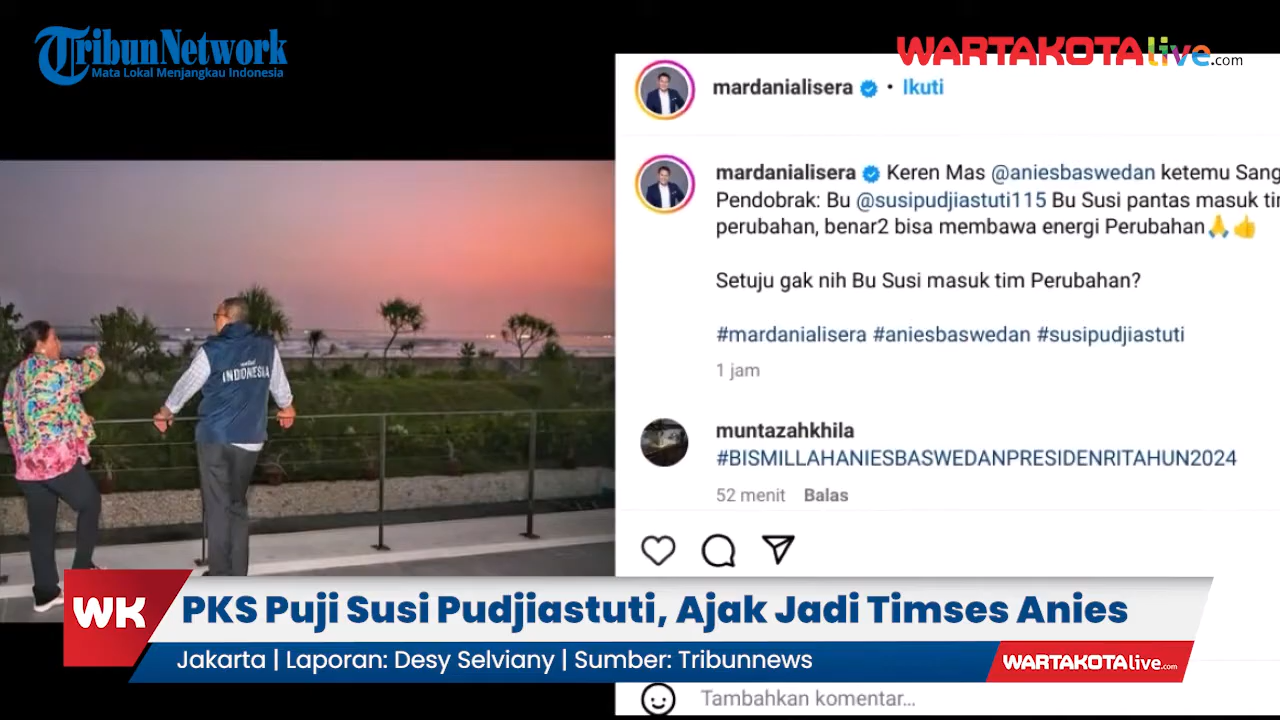 TribunNetwork
Mata Lokal Menjangkau Indonesia
WARTAKOTAlive.com
mardanialisera • Ikuti
mardanialisera Keren Mas @aniesbaswedan ketemu Sang
Pendobrak: Bu @susipudjiastuti115 Bu Susi pantas masuk
perubahan, benar2 bisa membawa energi Perubahan🙏👍
Setuju gak nih Bu Susi masuk tim Perubahan?
#mardanialisera #aniesbaswedan #susipudjiastuti
1 jam
muntazahkhila
#BISMILLAHANIESBASWEDANPRESIDENRITAHUN2024
52 menit Balas
INDONESIA
WK
PKS Puji Susi Pudjiastuti, Ajak Jadi Timses Anies
Jakarta | Laporan: Desy Selviany | Sumber: Tribunnews
WARTAKOTAlive.com
Tambahkan komentar...